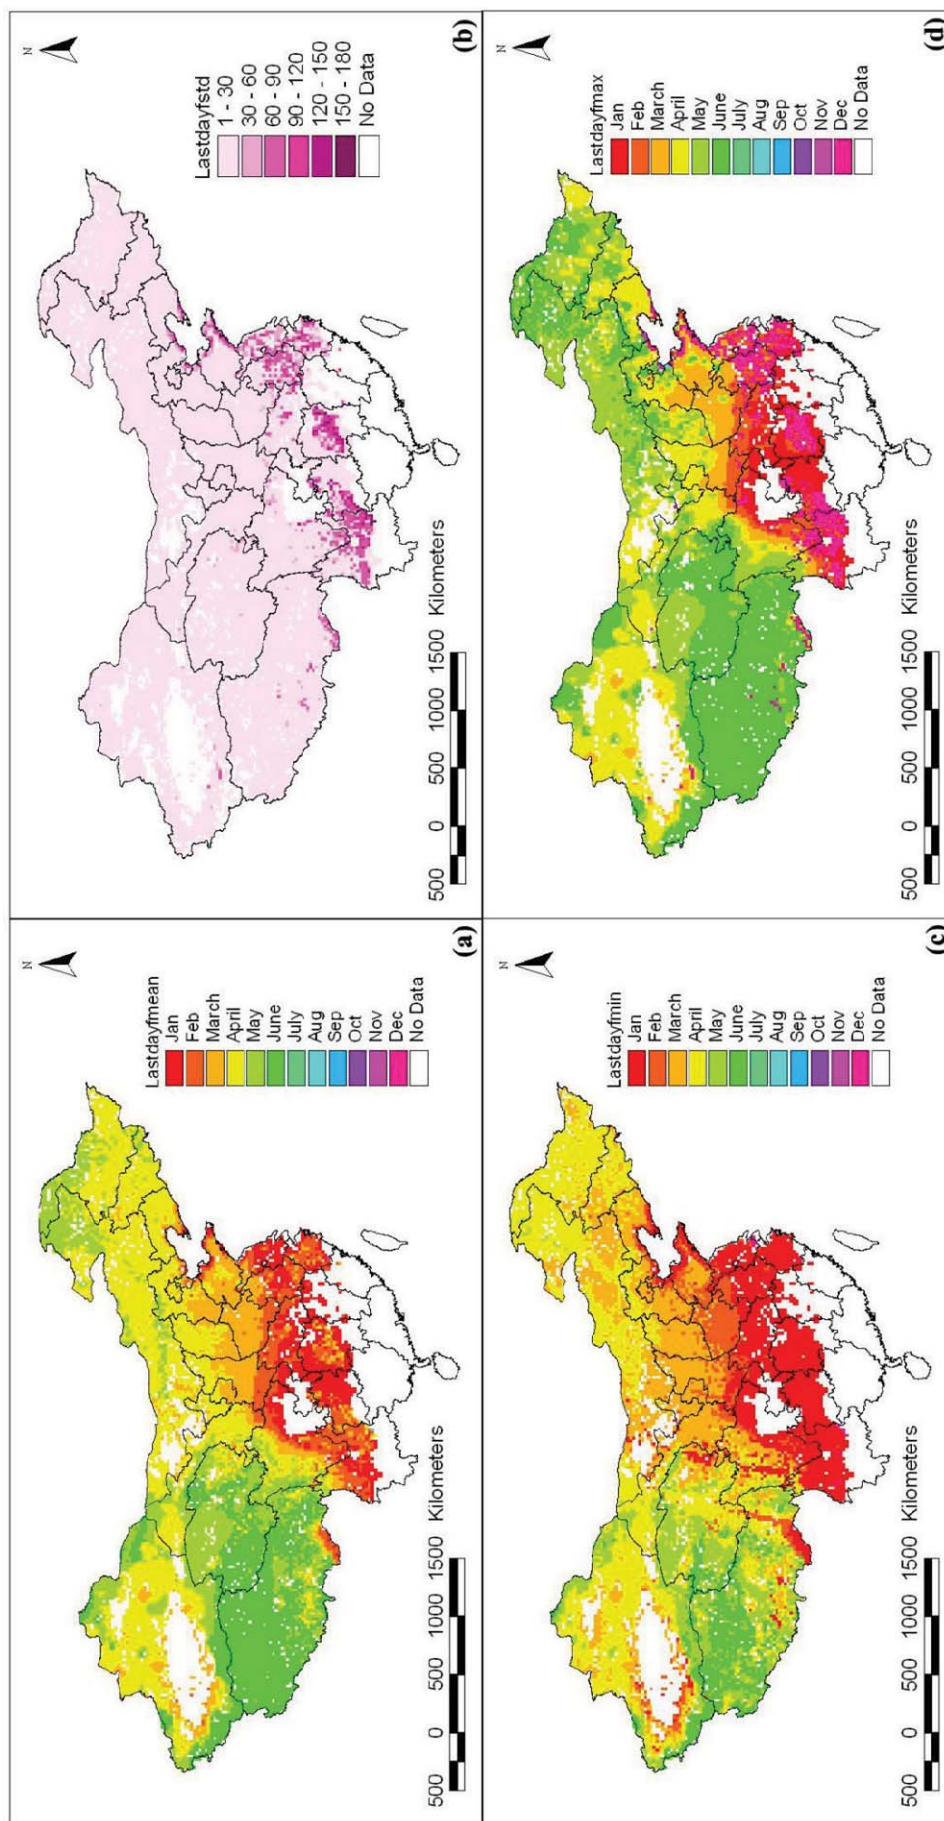 N
Lastdayfmean
Jan
Feb
March
April
May
June
July
Aug
Sep
Oct
Nov
Dec
No Data
500 0 500 1000 1500 Kilometers
(a)
N
Lastdayfstd
1 - 30
30 - 60
60 - 90
90 - 120
120 - 150
150 - 180
No Data
500 0 500 1000 1500 Kilometers
(b)
N
Lastdayfmin
Jan
Feb
March
April
May
June
July
Aug
Sep
Oct
Nov
Dec
No Data
500 0 500 1000 1500 Kilometers
(c)
N
Lastdayfmax
Jan
Feb
March
April
May
June
July
Aug
Sep
Oct
Nov
Dec
No Data
500 0 500 1000 1500 Kilometers
(d)